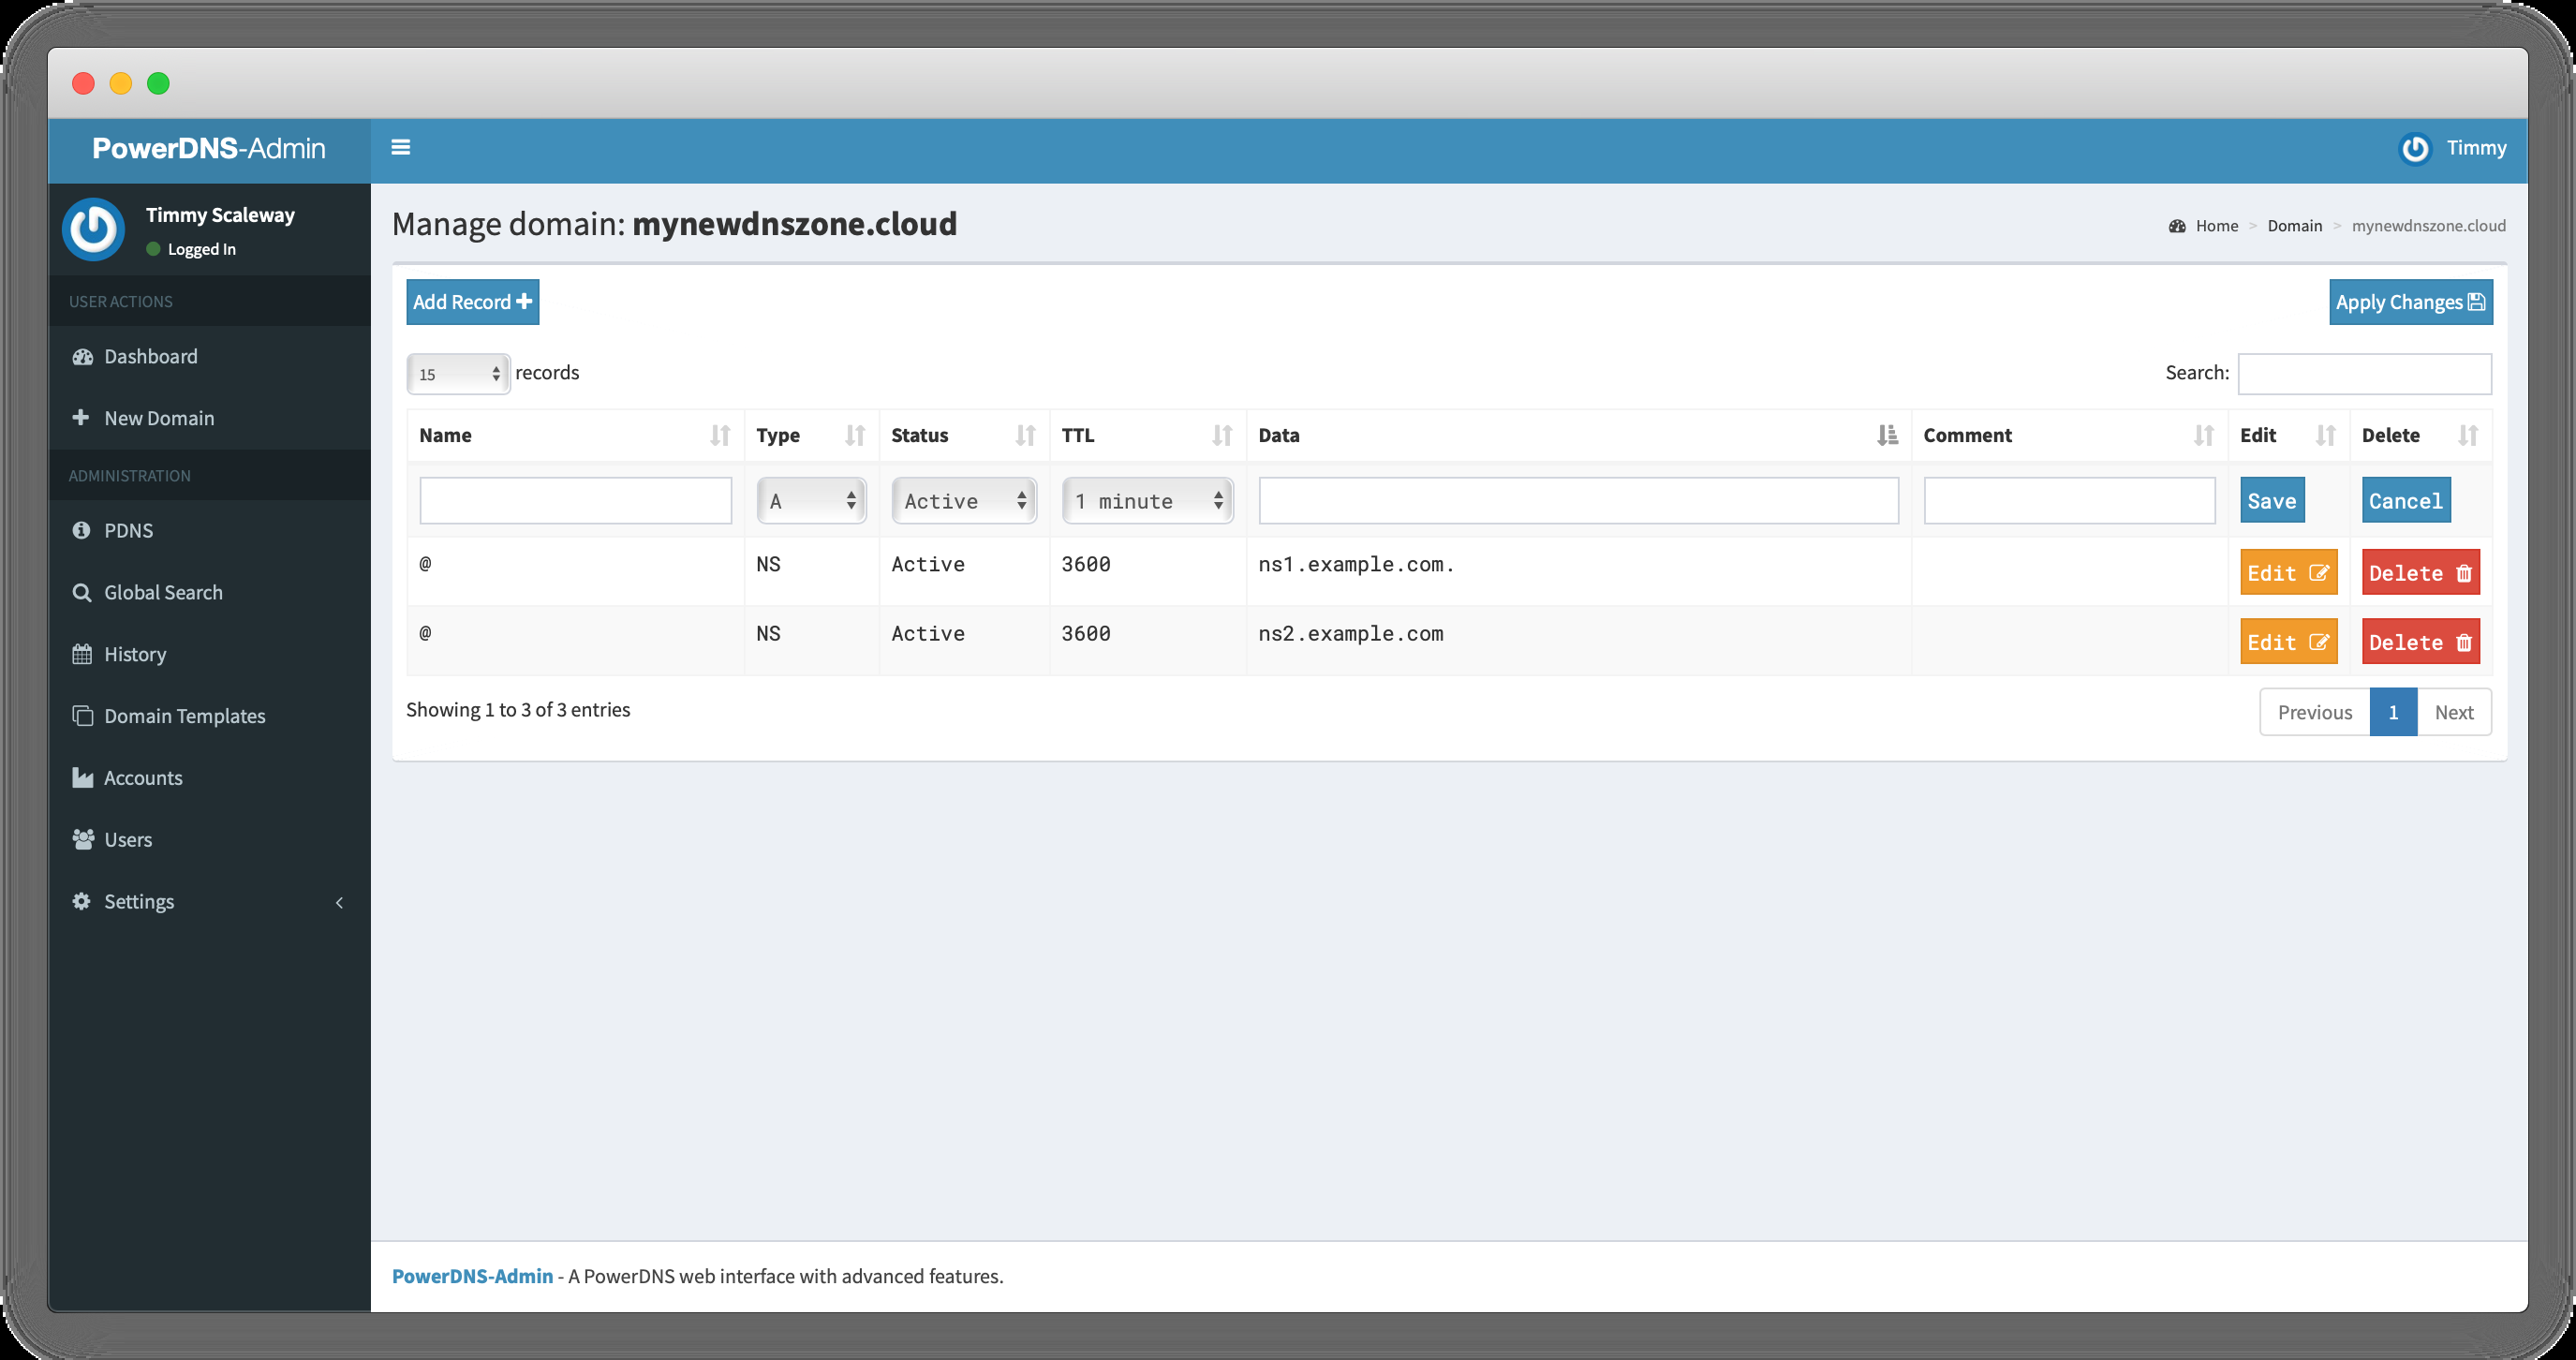 PowerDNS-Admin
Timmy
Timmy Scaleway
Logged In
USER ACTIONS
Dashboard
New Domain
ADMINISTRATION
PDNS
Global Search
History
Domain Templates
Accounts
Users
Settings
Manage domain: mynewdnszone.cloud
Home > Domain > mynewdnszone.cloud
Add Record
Apply Changes
15 records
Search:
Name Type Status TTL Data Comment Edit Delete
A Active 1 minute Save Cancel
@ NS Active 3600 ns1.example.com. Edit Delete
@ NS Active 3600 ns2.example.com Edit Delete
Showing 1 to 3 of 3 entries
Previous 1 Next
PowerDNS-Admin - A PowerDNS web interface with advanced features.